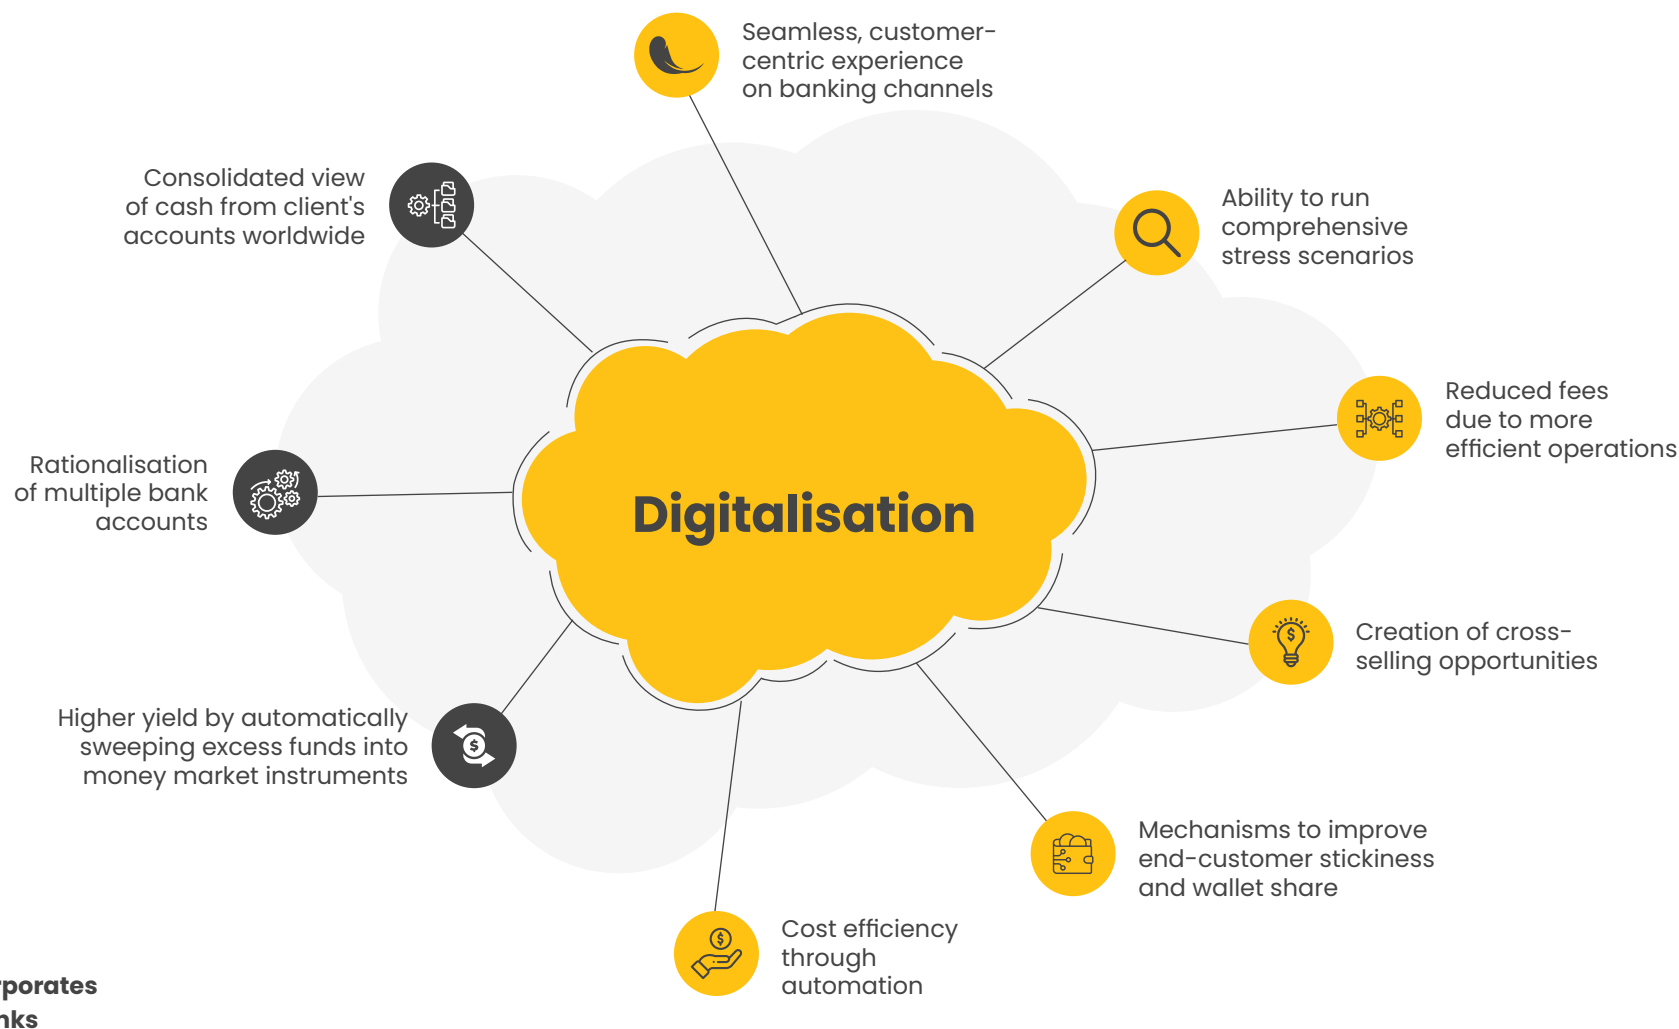 Seamless, customer-
centric experience
on banking channels
Consolidated view
of cash from client's
accounts worldwide
Ability to run
comprehensive
stress scenarios
Reduced fees
due to more
efficient operations
Rationalisation
of multiple bank
accounts
Digitalisation
Creation of cross-
selling opportunities
Higher yield by automatically
sweeping excess funds into
money market instruments
Mechanisms to improve
end-customer stickiness
and wallet share
Cost efficiency
through
automation